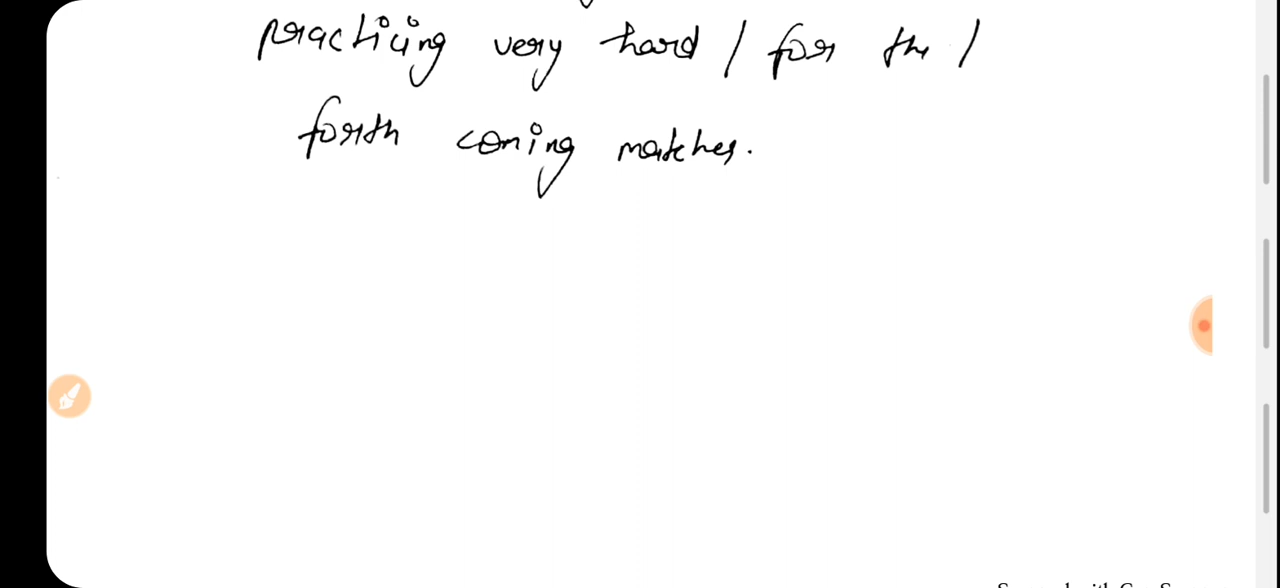 practicing very hard / for the /
forth coming matches.